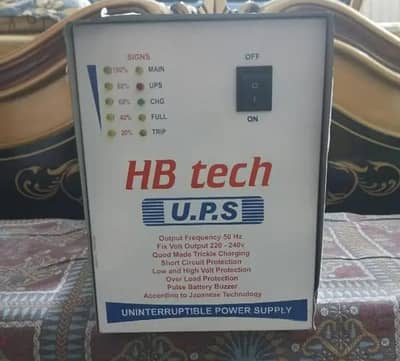 SIGNS
OFF
100% MAIN
80% UPS
60% CHG
40% FULL
20% TRIP
ON
HB tech
U.P.S
Output Frequency 50 Hz
Fix Volt Output 220 - 240v
Quod Made Trickle Charging
Short Circuit Protection
Low and High Volt Protection
Over Lead Protection
Pulse Battery Buzzer
According to Japanese Technology
UNINTERRUPTIBLE POWER SUPPLY